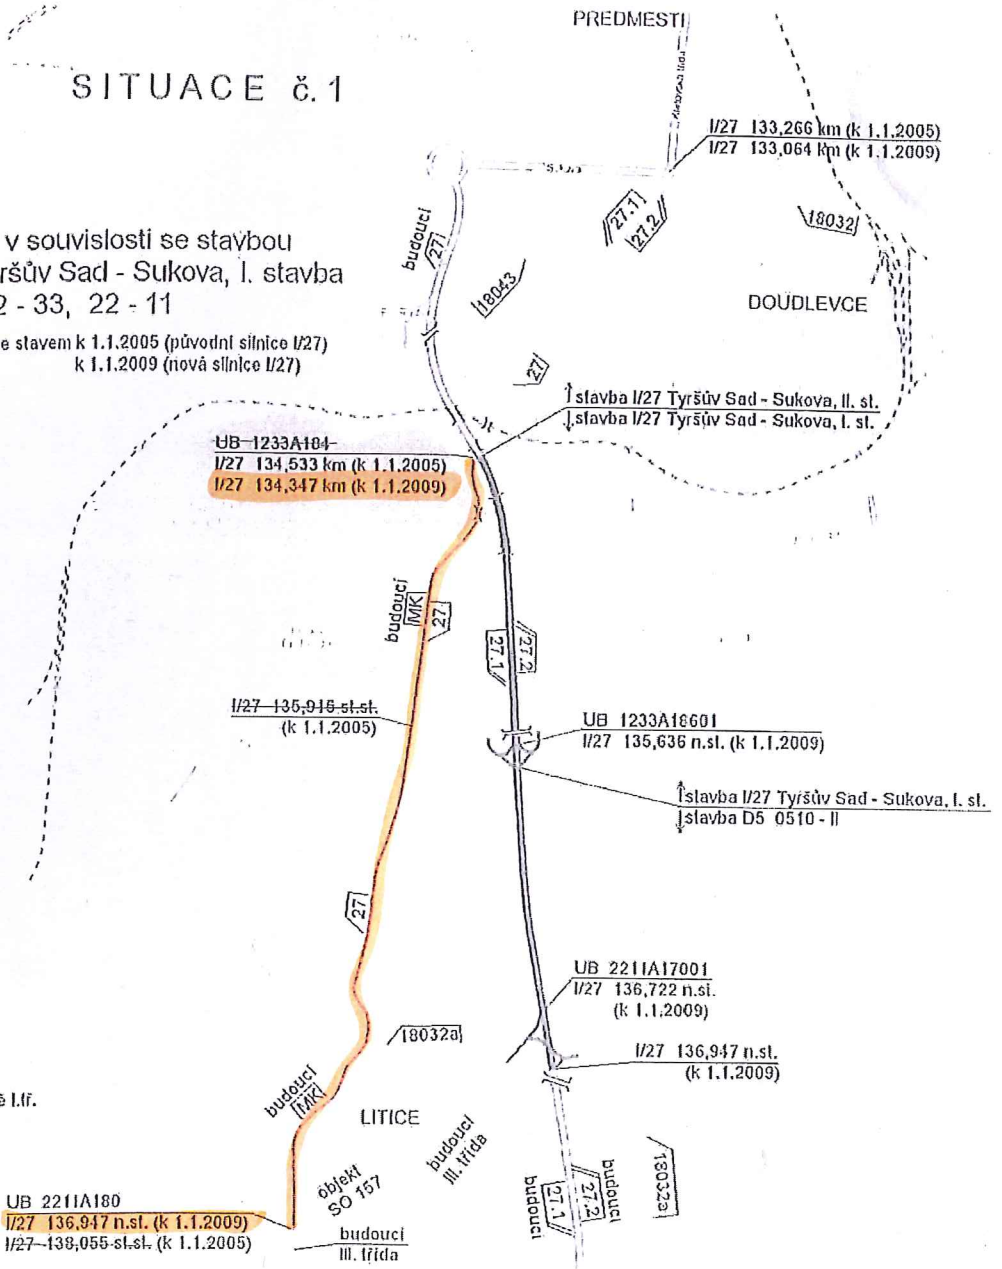 PREDMESTI
SITUACE č. 1
I/27 133,266 km (k 1.1.2005)
I/27 133,064 km (k 1.1.2009)
27.1
27.2
18032
budoucí
27
v souvislosti se stavbou
ršův Sad - Sukova, I. stavba
2 - 33, 22 - 11
18043
DOUDLEVCE
e stavem k 1.1.2005 (původní silnice I/27)
k 1.1.2009 (nová silnice I/27)
27
stavba I/27 Tyršův Sad - Sukova, II. st.
stavba I/27 Tyršův Sad - Sukova, I. st.
UB 1233A184
I/27 134,533 km (k 1.1.2005)
I/27 134,347 km (k 1.1.2009)
budoucí
MK
27
27.1
27.2
I/27 135,915 st.st.
(k 1.1.2005)
UB 1233A18601
I/27 135,636 n.st. (k 1.1.2009)
stavba I/27 Tyršův Sad - Sukova, I. st.
stavba D5 0510 - II
27
UB 2211A17001
I/27 136,722 n.st.
(k 1.1.2009)
18032a
I/27 136,947 n.st.
(k 1.1.2009)
budoucí
MK
LITICE
I.tř.
budoucí
III. třída
objekt
SO 157
budoucí
27.1
27.2
budoucí
18032a
UB 2211A180
I/27 136,947 n.st. (k 1.1.2009)
I/27 138,055 st.st. (k 1.1.2005)
budoucí
III. třída